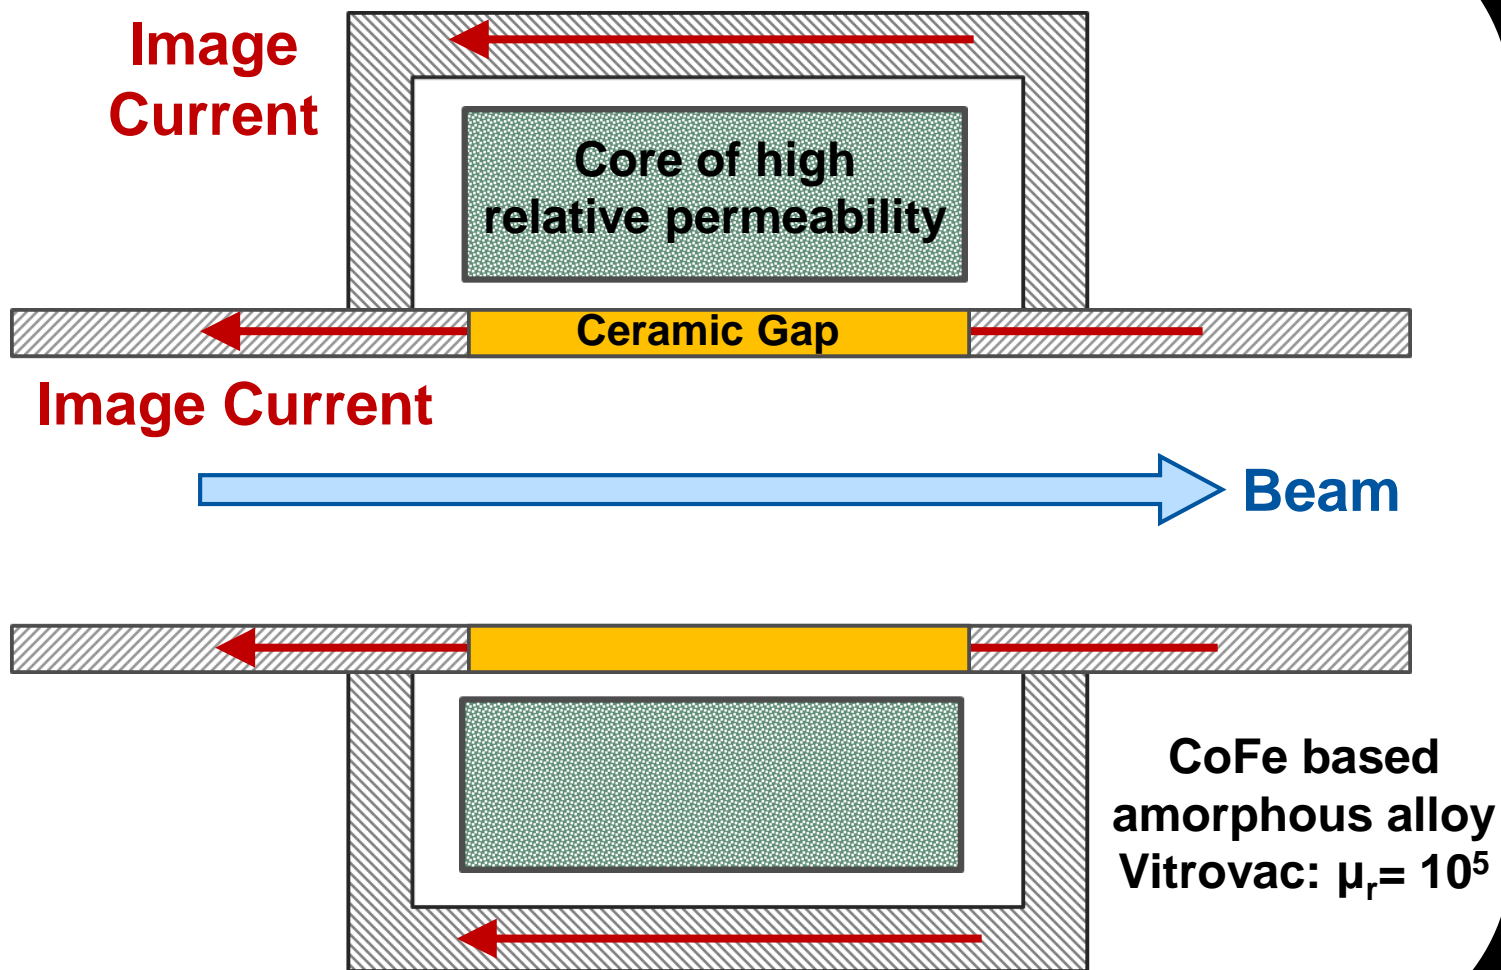 Image
Current
Core of high
relative permeability
Ceramic Gap
Image Current
Beam
CoFe based
amorphous alloy
Vitrovac: µᵣ= 10⁵